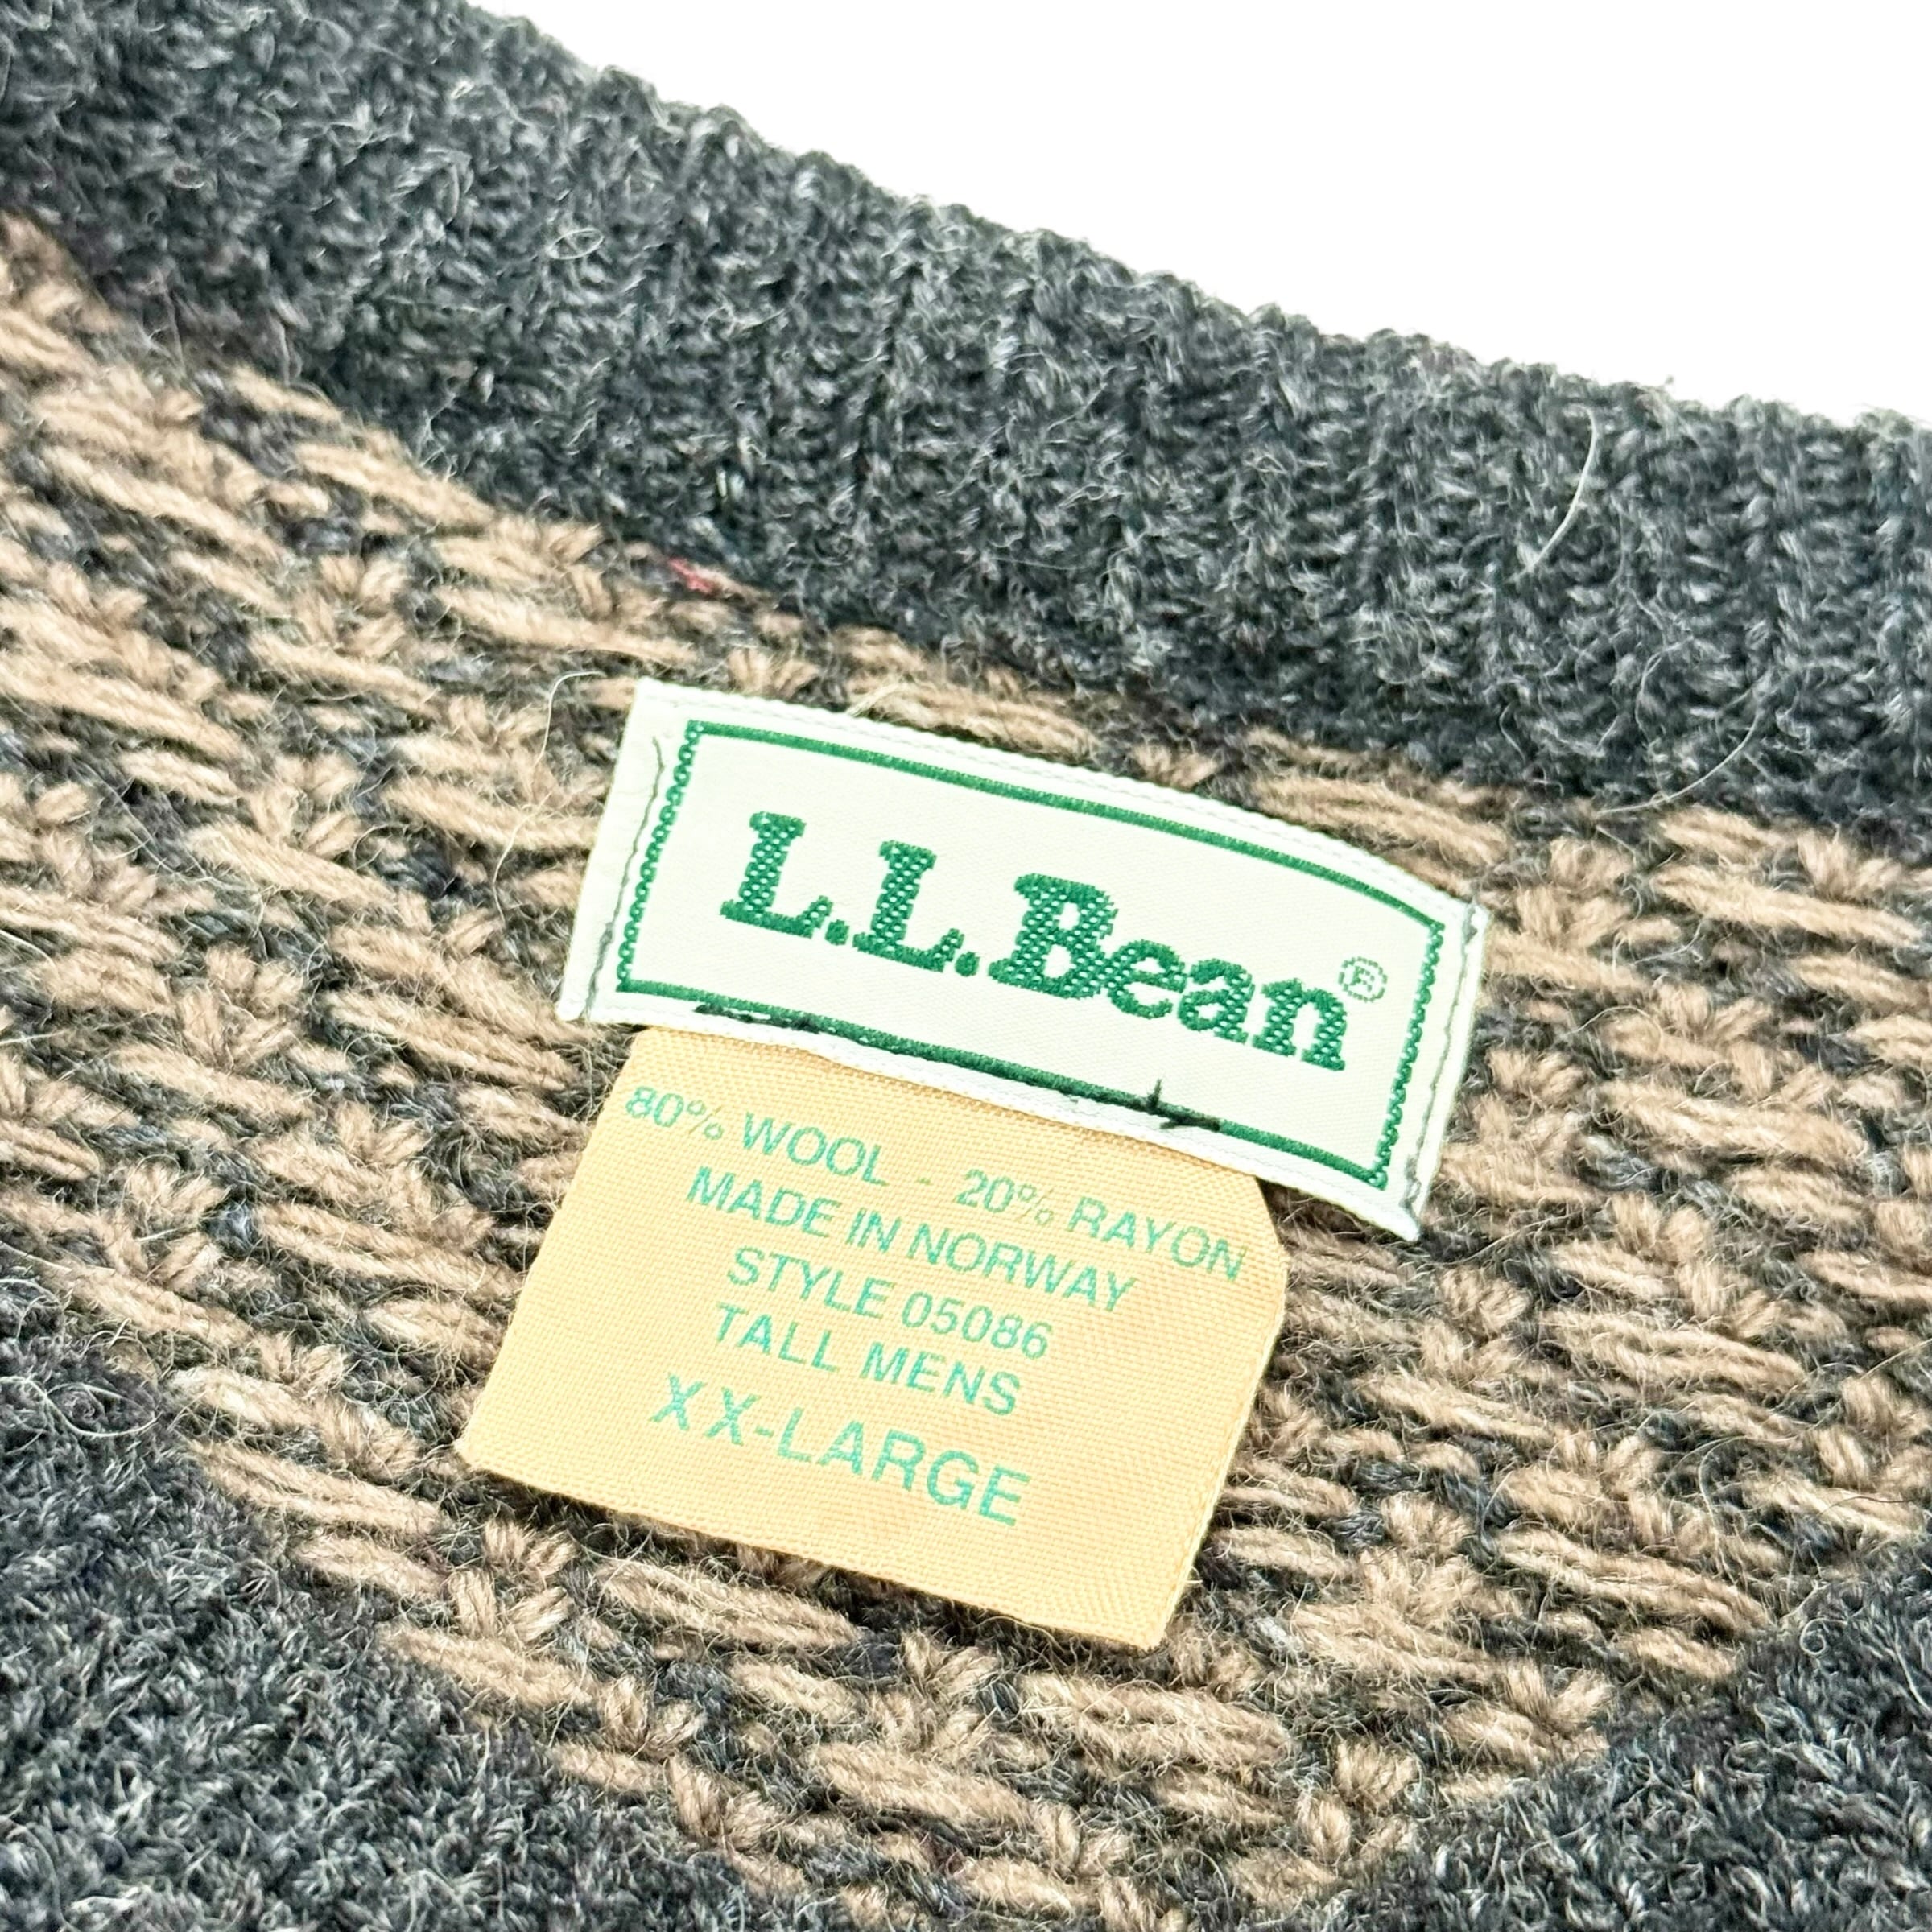 L.L.Bean®
80% WOOL - 20% RAYON
MADE IN NORWAY
STYLE 05086
TALL MENS
XX-LARGE